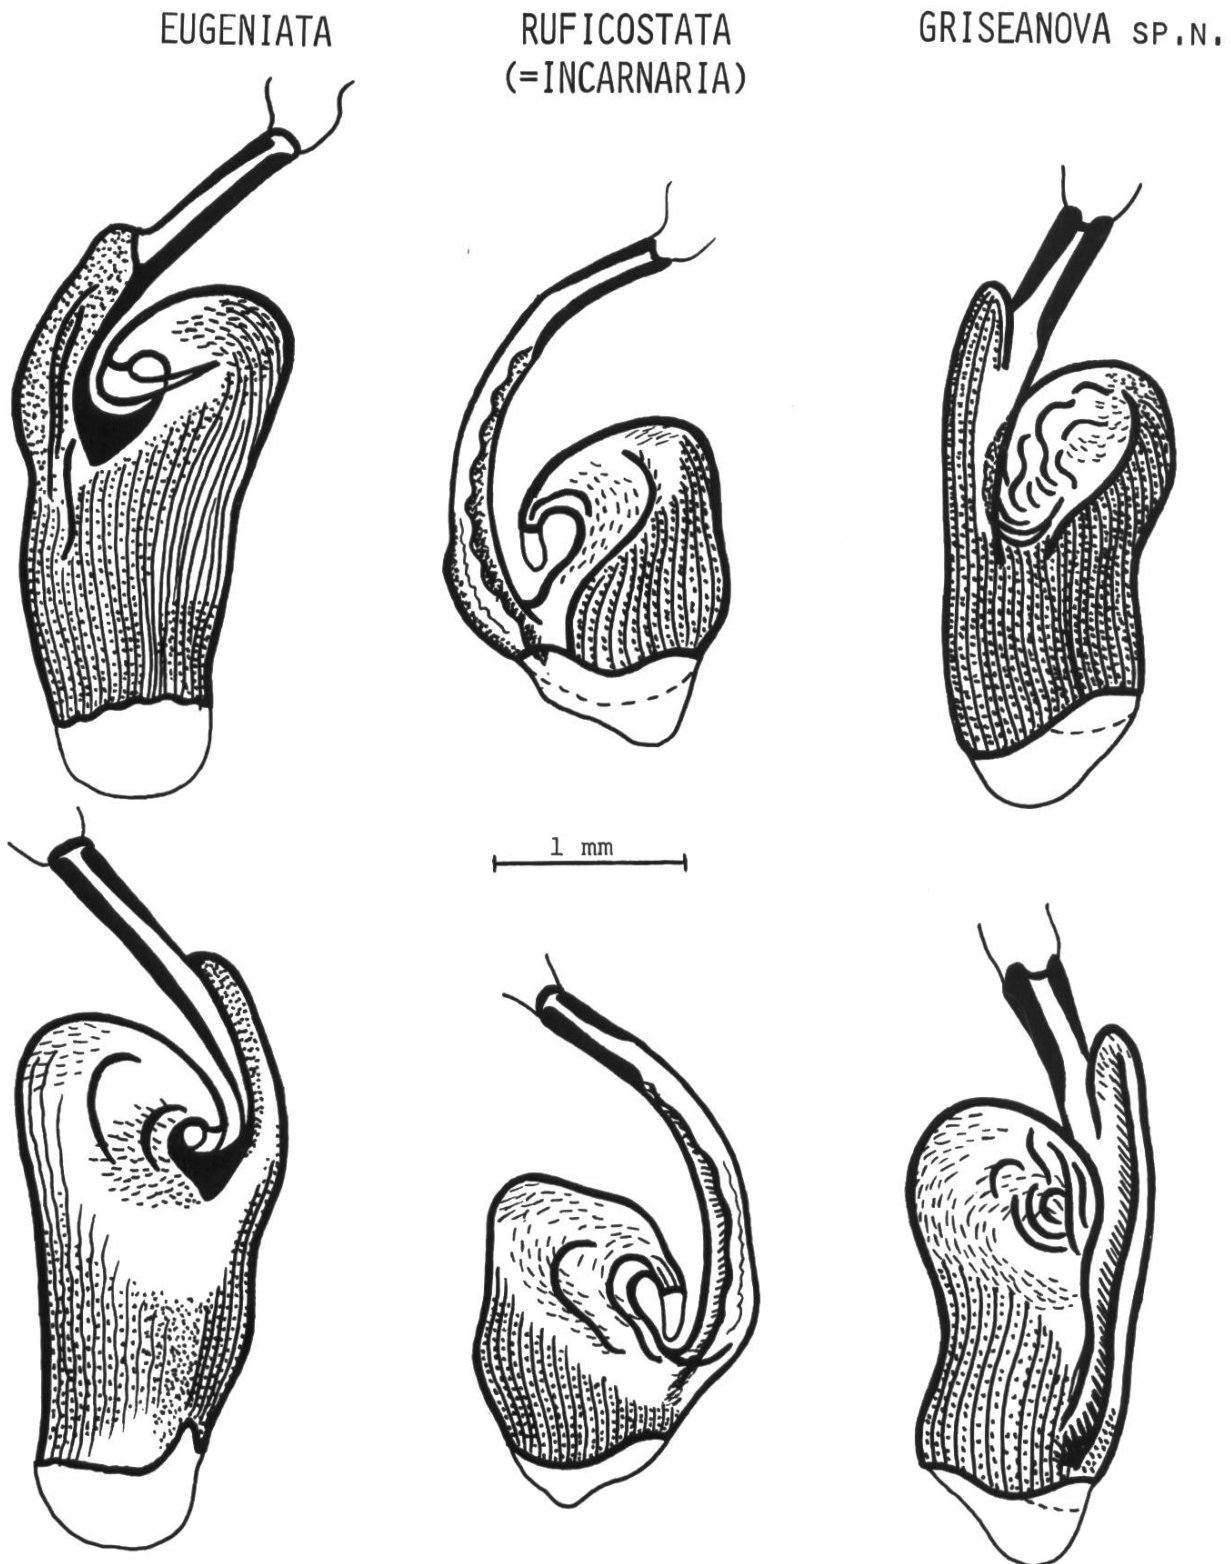 EUGENIATA
RUFICOSTATA
(=INCARNARIA)
GRISEANOVA SP.N.
1 mm